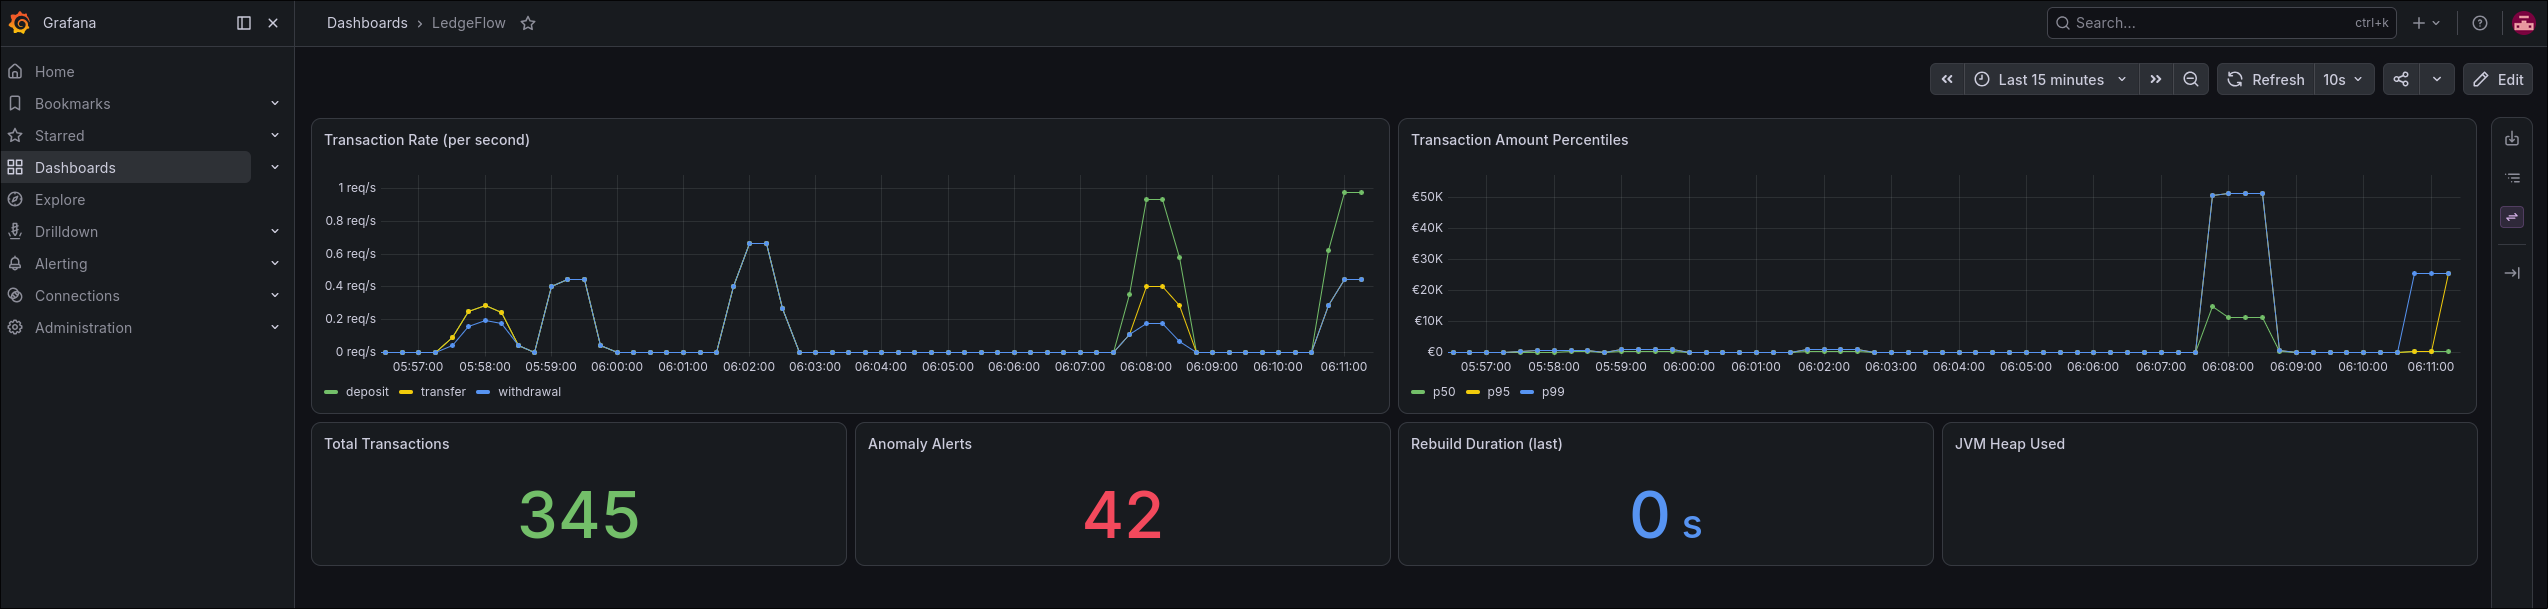 Grafana
Dashboards › LedgeFlow
Search...
ctrl+k
Home
Bookmarks
Starred
Dashboards
Explore
Drilldown
Alerting
Connections
Administration
Last 15 minutes
Refresh
10s
Edit
Transaction Rate (per second)
1 req/s
0.8 req/s
0.6 req/s
0.4 req/s
0.2 req/s
0 req/s
05:57:00 05:58:00 05:59:00 06:00:00 06:01:00 06:02:00 06:03:00 06:04:00 06:05:00 06:06:00 06:07:00 06:08:00 06:09:00 06:10:00 06:11:00
deposit transfer withdrawal
Transaction Amount Percentiles
€50K
€40K
€30K
€20K
€10K
€0
05:57:00 05:58:00 05:59:00 06:00:00 06:01:00 06:02:00 06:03:00 06:04:00 06:05:00 06:06:00 06:07:00 06:08:00 06:09:00 06:10:00 06:11:00
p50 p95 p99
Total Transactions
345
Anomaly Alerts
42
Rebuild Duration (last)
0 s
JVM Heap Used